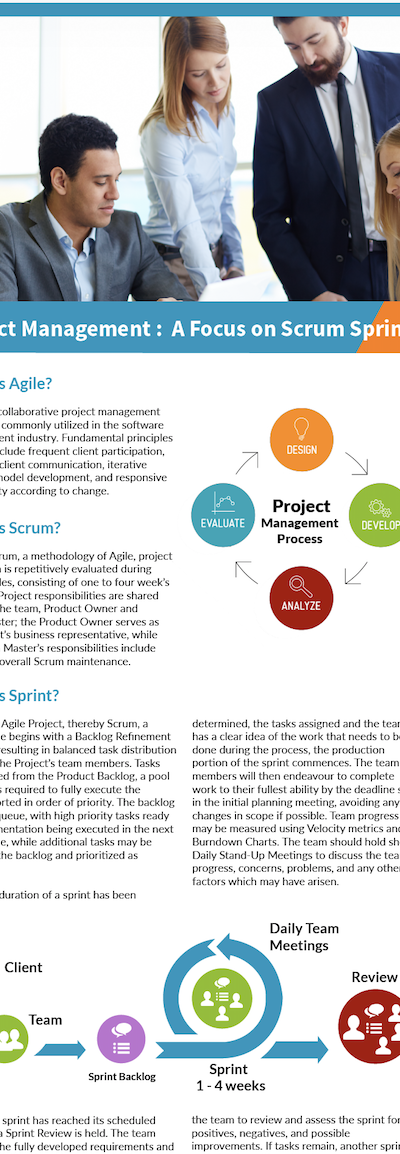 ct Management : A Focus on Scrum Sprin
s Agile?
collaborative project management
commonly utilized in the software
ent industry. Fundamental principles
clude frequent client participation,
client communication, iterative
model development, and responsive
ty according to change.
DESIGN
EVALUATE
Project
Management
Process
DEVELOP
ANALYZE
s Scrum?
rum, a methodology of Agile, project
is repetitively evaluated during
les, consisting of one to four week's
Project responsibilities are shared
he team, Product Owner and
ster; the Product Owner serves as
t's business representative, while
Master's responsibilities include
overall Scrum maintenance.
s Sprint?
Agile Project, thereby Scrum, a
e begins with a Backlog Refinement
resulting in balanced task distribution
the Project's team members. Tasks
ed from the Product Backlog, a pool
s required to fully execute the
orted in order of priority. The backlog
queue, with high priority tasks ready
mentation being executed in the next
e, while additional tasks may be
the backlog and prioritized as
duration of a sprint has been
determined, the tasks assigned and the team
has a clear idea of the work that needs to be
done during the process, the production
portion of the sprint commences. The team
members will then endeavour to complete
work to their fullest ability by the deadline s
in the initial planning meeting, avoiding any
changes in scope if possible. Team progress
may be measured using Velocity metrics and
Burndown Charts. The team should hold sh
Daily Stand-Up Meetings to discuss the tea
progress, concerns, problems, and any othe
factors which may have arisen.
Client
Team
Sprint Backlog
Daily Team
Meetings
Sprint
1 - 4 weeks
Review
sprint has reached its scheduled
a Sprint Review is held. The team
he fully developed requirements and
the team to review and assess the sprint for
positives, negatives, and possible
improvements. If tasks remain, another sprin